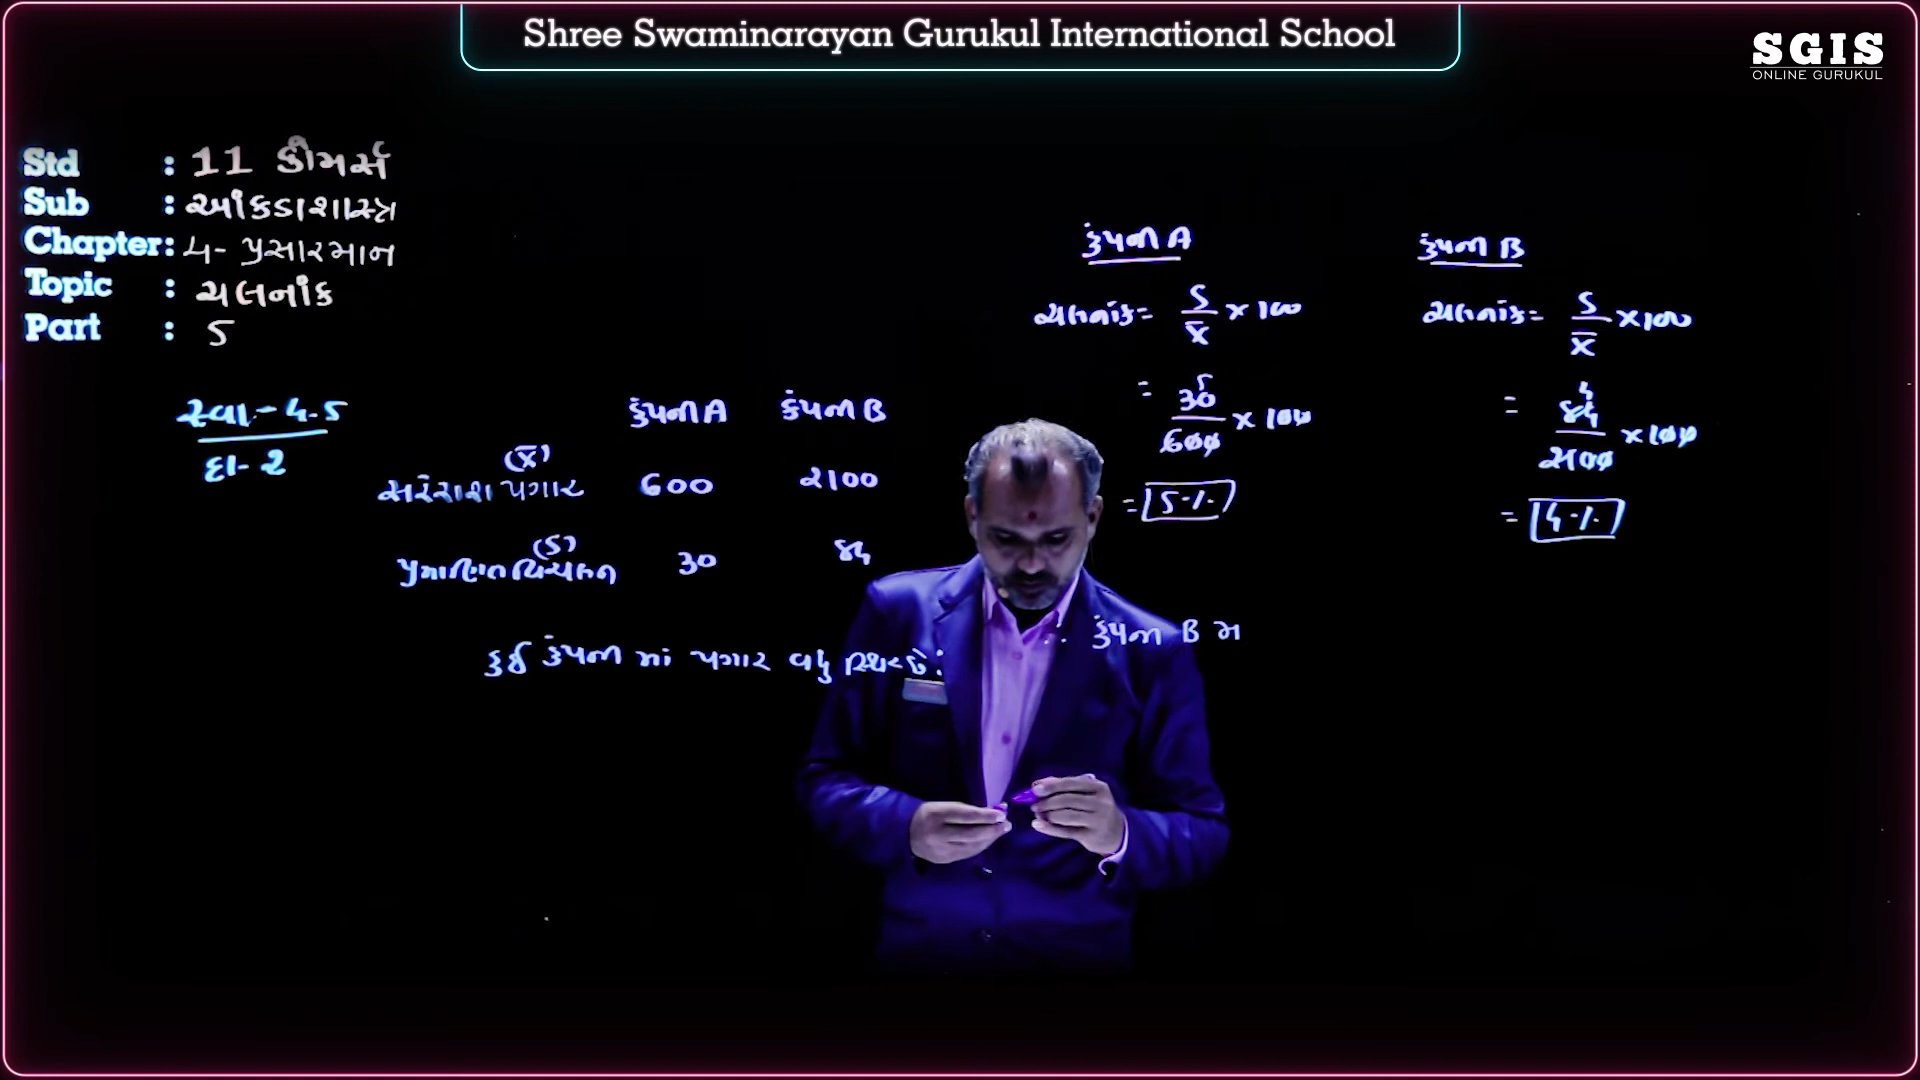 Shree Swaminarayan Gurukul International School
SGIS
ONLINE GURUKUL
Std : 11 કોમર્સ
Sub : આંકડાશાસ્ત્ર
Chapter: 4- પ્રસારમાન
Topic : ચલનાંક
Part : 5
સ્વા.- 4.5
દા- 2
કંપની A કંપની B
(x̄)
સરેરાશ પગાર 600 2100
(S)
પ્રમાણિત વિચલન 30 84
કઈ કંપની માં પગાર વધુ સ્થિર છે?
કંપની A
ચલનાંક = S/x̄ × 100
= 30/600 × 100
= 5%
કંપની B
ચલનાંક = S/x̄ × 100
= 84/2100 × 100
= 4%
∴ કંપની B મ